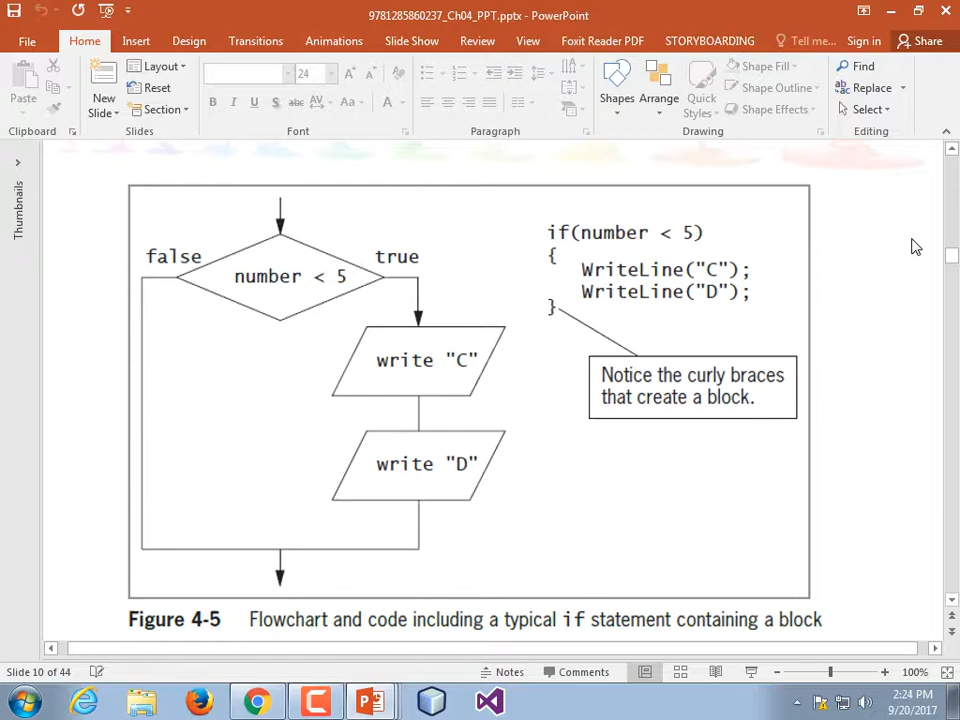 9781285860237_Ch04_PPT.pptx - PowerPoint
File Home Insert Design Transitions Animations Slide Show Review View Foxit Reader PDF STORYBOARDING Tell me... Sign in Share
Paste
New
Slide
Layout
Reset
Section
24
B I U S abc AV Aa A
Shapes
Arrange
Quick
Styles
Shape Fill
Shape Outline
Shape Effects
Find
Replace
Select
Clipboard Slides Font Paragraph Drawing Editing
Thumbnails
false
number < 5
true
write "C"
write "D"
if(number < 5)
{
WriteLine("C");
WriteLine("D");
}
Notice the curly braces
that create a block.
Figure 4-5 Flowchart and code including a typical if statement containing a block
Slide 10 of 44 Notes Comments 100%
2:24 PM
9/20/2017